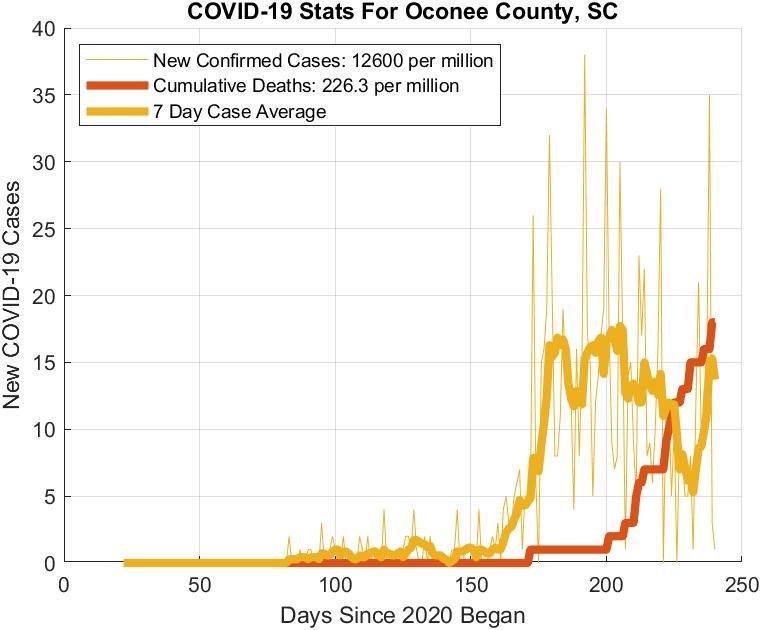 COVID-19 Stats For Oconee County, SC
New Confirmed Cases: 12600 per million
Cumulative Deaths: 226.3 per million
7 Day Case Average
New COVID-19 Cases
40
35
30
25
20
15
10
5
0
0 50 100 150 200 250
Days Since 2020 Began